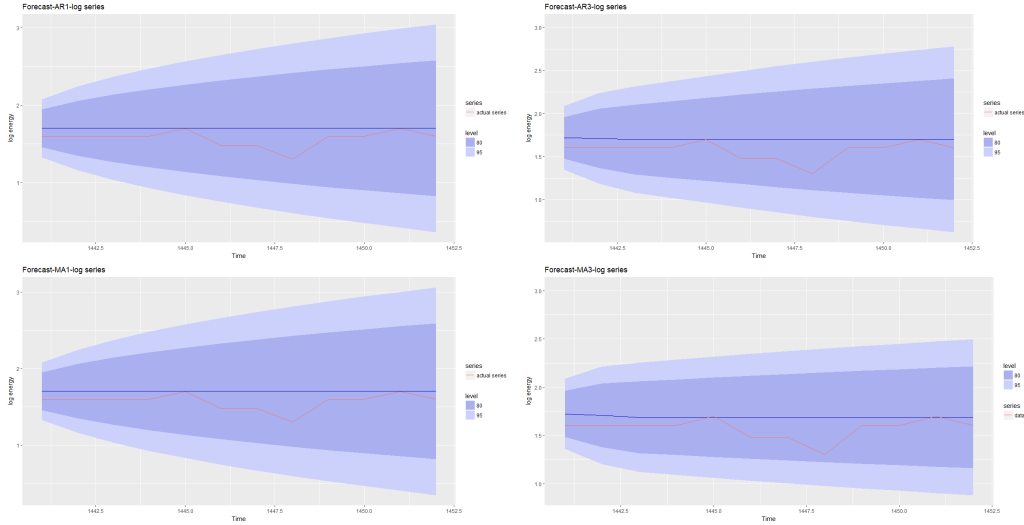 Forecast-AR1-log series
3
2
1
log energy
1442.5
1445.0
1447.5
1450.0
1452.5
Time
series
actual series
level
80
95
Forecast-AR3-log series
3.0
2.5
2.0
1.5
1.0
log energy
1442.5
1445.0
1447.5
1450.0
1452.5
Time
series
actual series
level
80
95
Forecast-MA1-log series
3
2
1
log energy
1442.5
1445.0
1447.5
1450.0
1452.5
Time
series
actual series
level
80
95
Forecast-MA3-log series
3.0
2.5
2.0
1.5
1.0
log energy
1442.5
1445.0
1447.5
1450.0
1452.5
Time
level
80
95
series
data